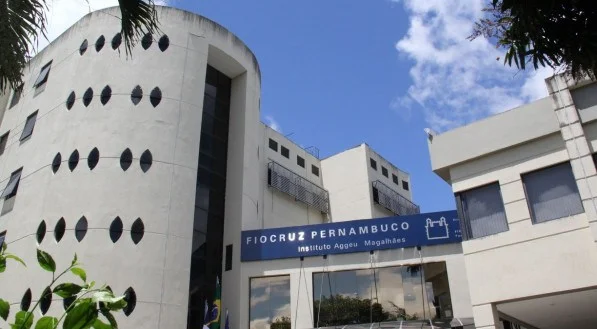 FIOCRUZ PERNAMBUCO
Instituto Aggeu Magalhães